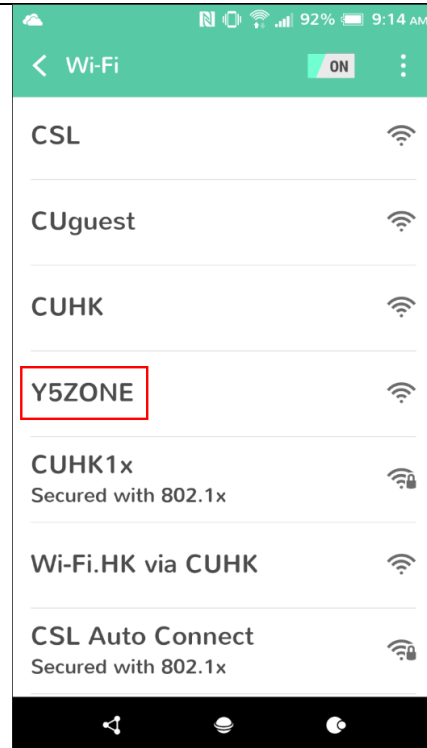 92% 9:14 AM
Wi-Fi ON
CSL
CUguest
CUHK
Y5ZONE
CUHK1x
Secured with 802.1x
Wi-Fi.HK via CUHK
CSL Auto Connect
Secured with 802.1x